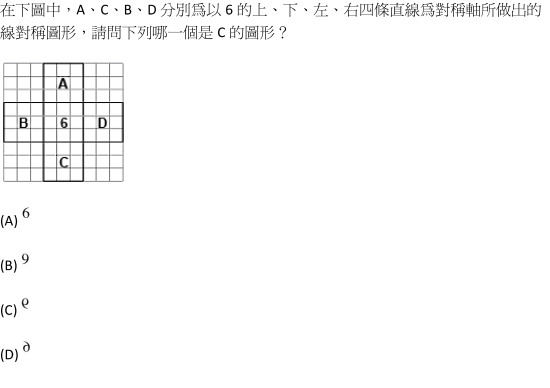 在下圖中，A、C、B、D 分別為以 6 的上、下、左、右四條直線為對稱軸所做出的
線對稱圖形，請問下列哪一個是 C 的圖形？
A
B 6 D
C
(A) 6
(B) 9
(C)
(D)